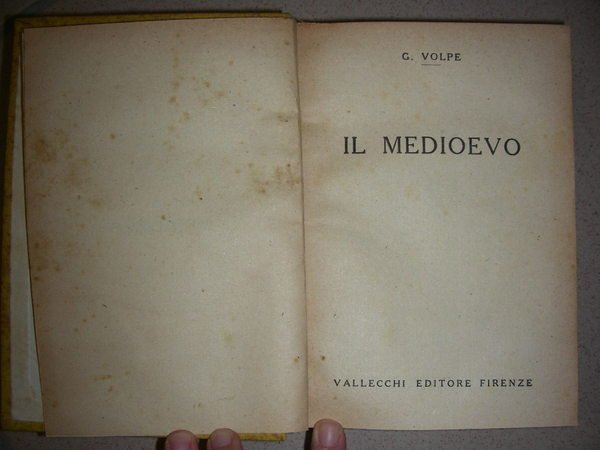 G. VOLPE
IL MEDIOEVO
VALLECCHI EDITORE FIRENZE